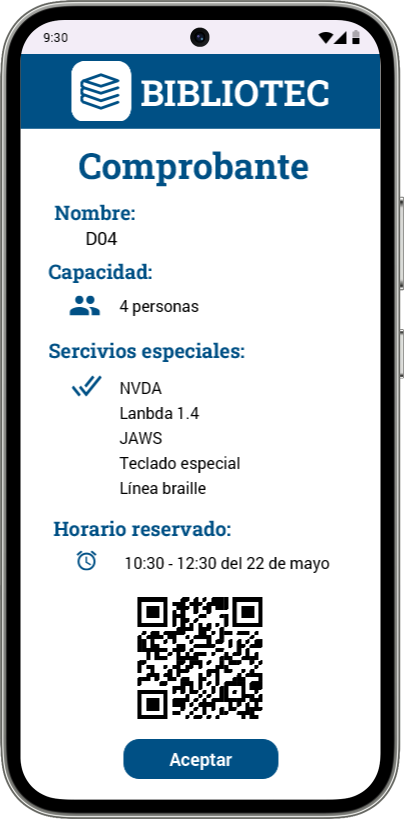 9:30
BIBLIOTEC
Comprobante
Nombre:
D04
Capacidad:
4 personas
Sercivios especiales:
NVDA
Lanbda 1.4
JAWS
Teclado especial
Línea braille
Horario reservado:
10:30 - 12:30 del 22 de mayo
Aceptar